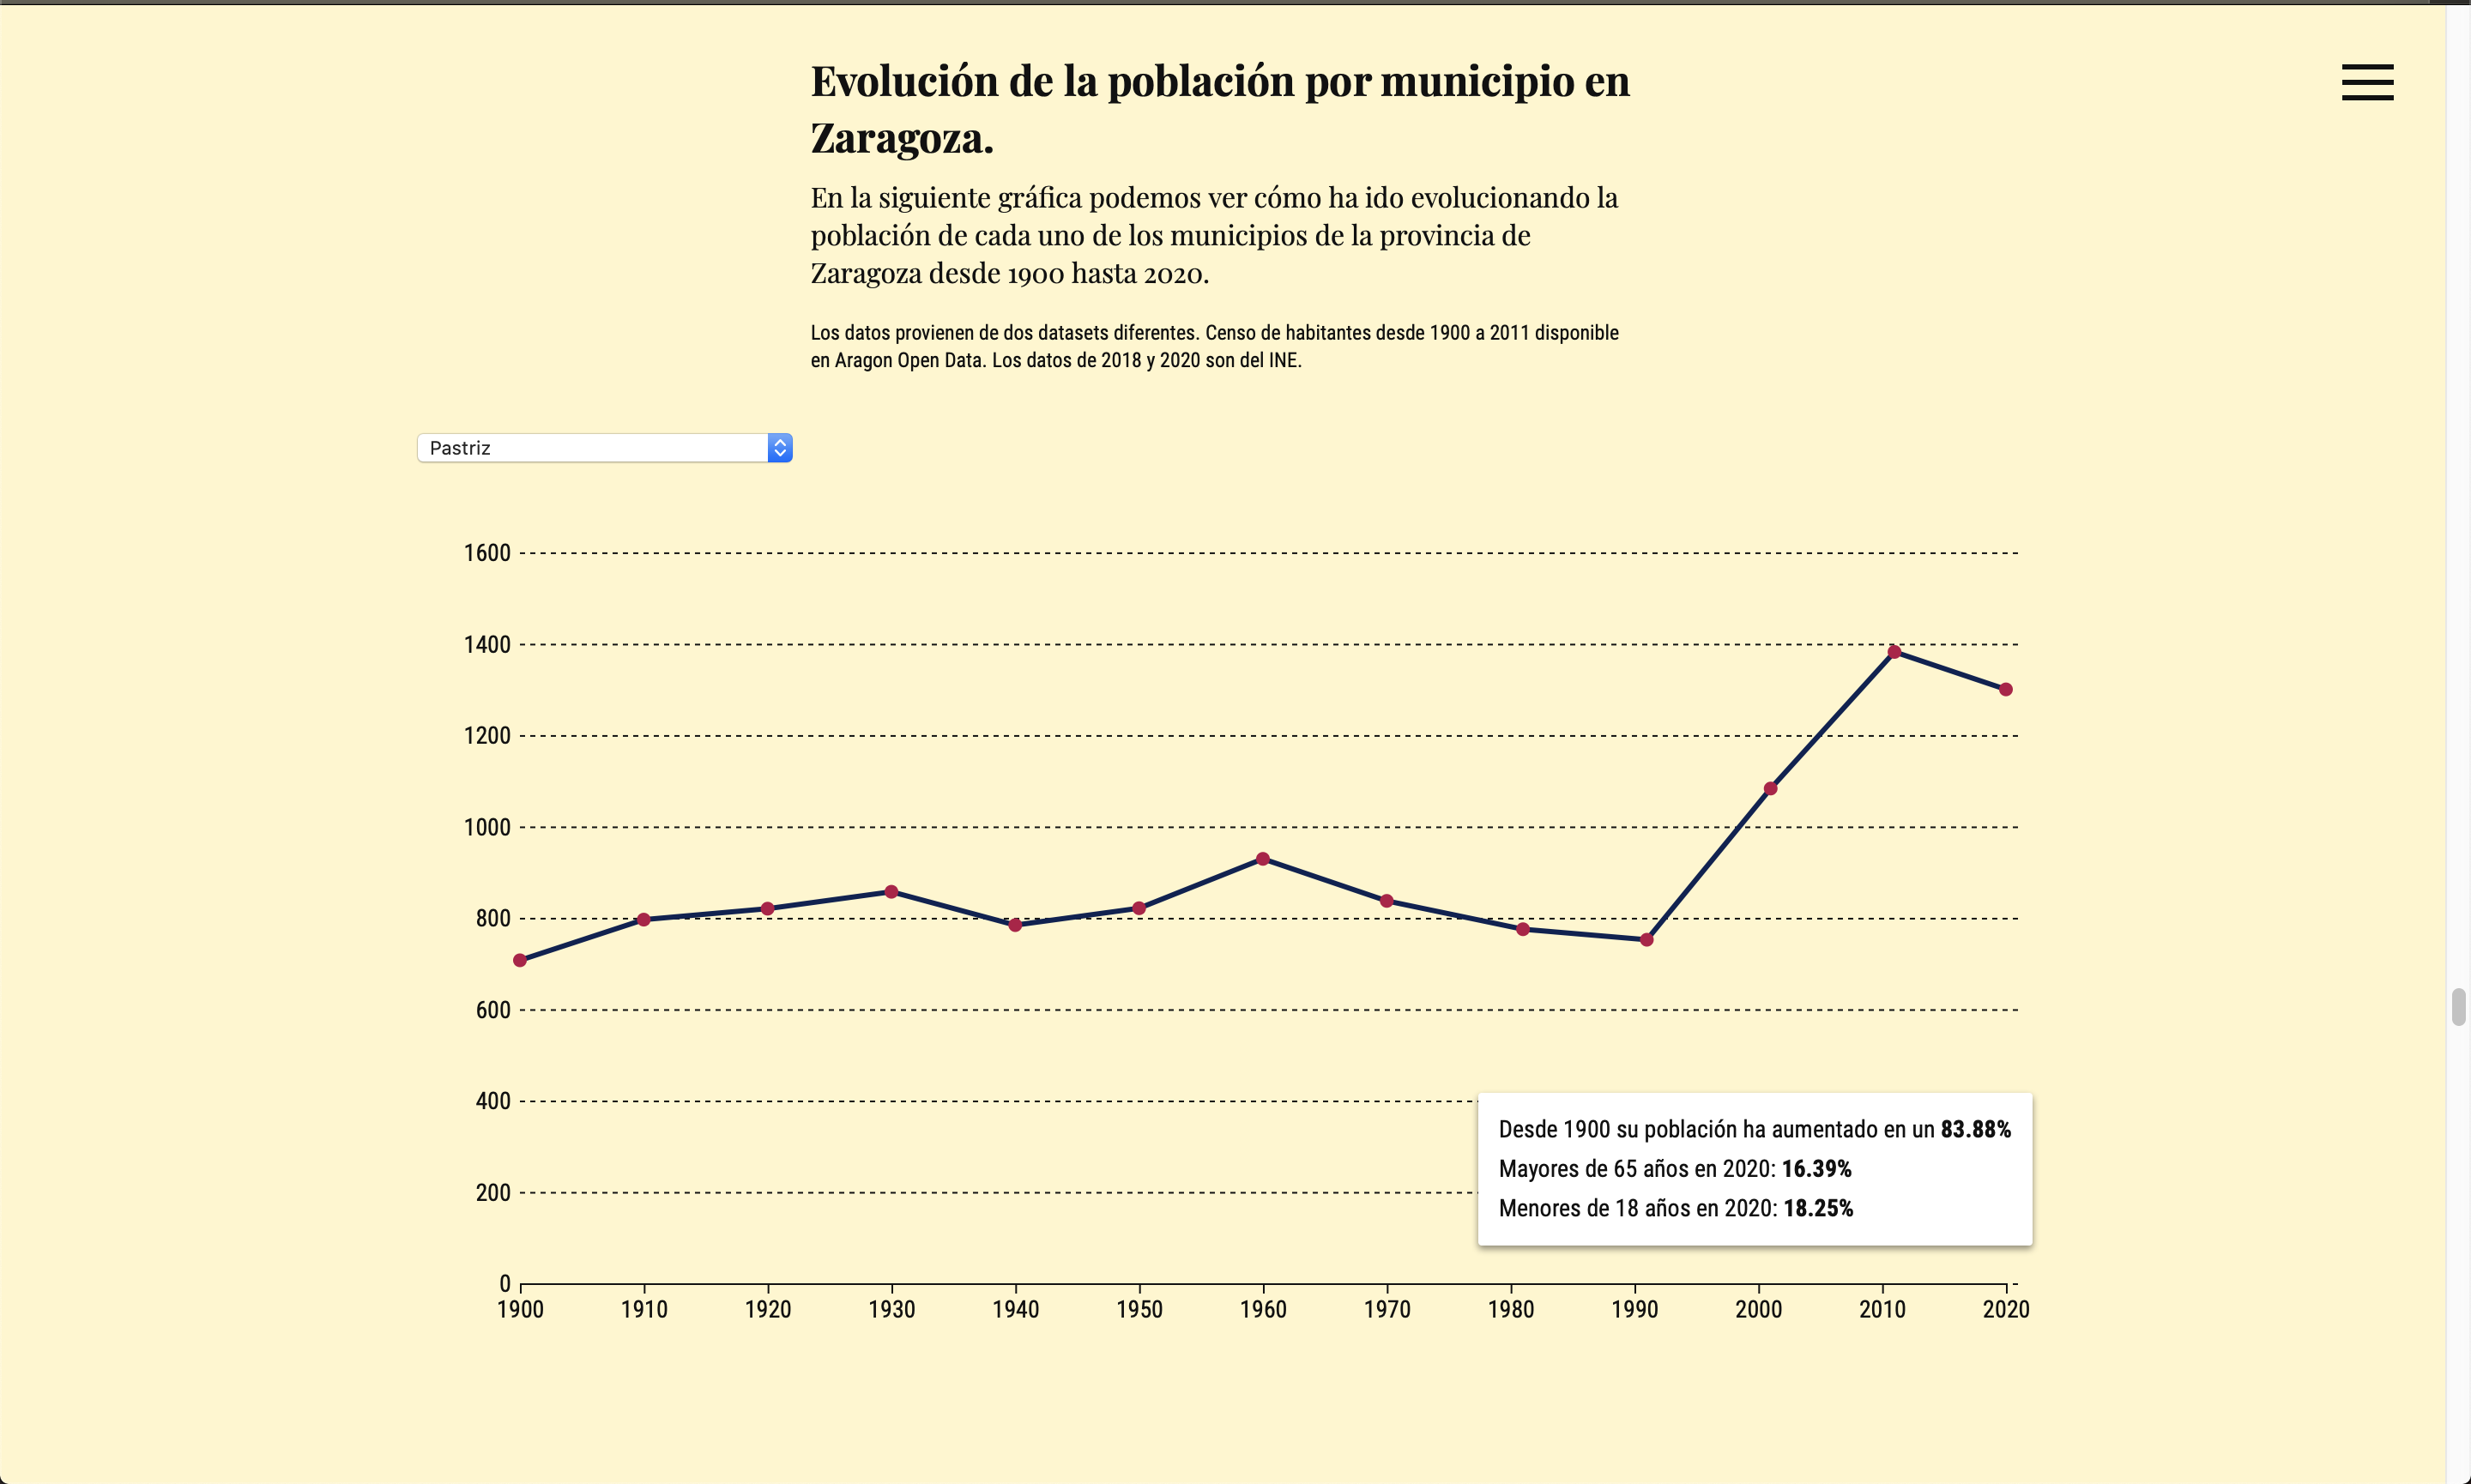 Evolución de la población por municipio en
Zaragoza.
En la siguiente gráfica podemos ver cómo ha ido evolucionando la
población de cada uno de los municipios de la provincia de
Zaragoza desde 1900 hasta 2020.
Los datos provienen de dos datasets diferentes. Censo de habitantes desde 1900 a 2011 disponible
en Aragon Open Data. Los datos de 2018 y 2020 son del INE.
Pastriz
1600
1400
1200
1000
800
600
400
200
0
Desde 1900 su población ha aumentado en un 83.88%
Mayores de 65 años en 2020: 16.39%
Menores de 18 años en 2020: 18.25%
1900 1910 1920 1930 1940 1950 1960 1970 1980 1990 2000 2010 2020